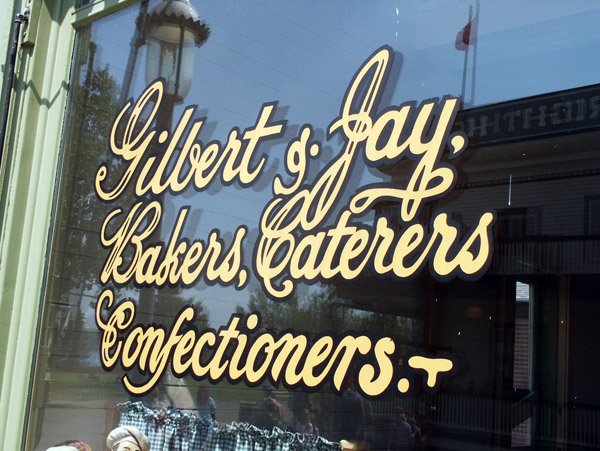 Gilbert & Jay,
Bakers, Caterers
Confectioners.